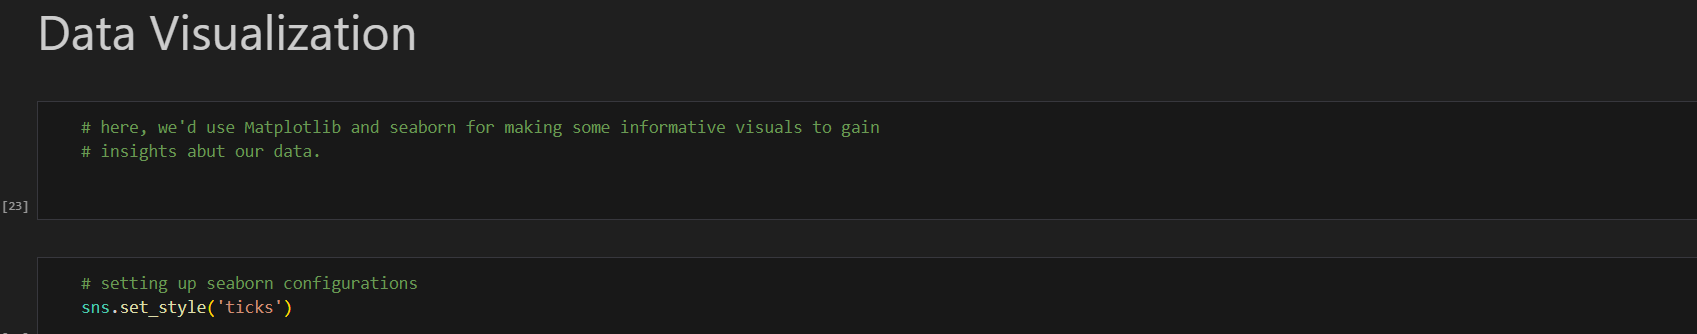 Data Visualization
# here, we'd use Matplotlib and seaborn for making some informative visuals to gain
# insights abut our data.
[23]
# setting up seaborn configurations
sns.set_style('ticks')